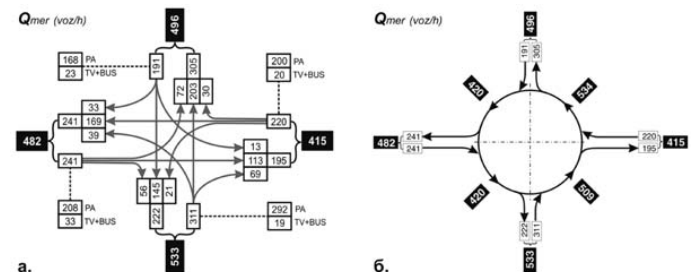 Qmer (voz/h)
496
168 PA
23 TV+BUS
191
305
200 PA
20 TV+BUS
72 203 30
33
241 169
39
220
482
415
241
13
113 195
69
56 145 21
208 PA
33 TV+BUS
222
311
292 PA
19 TV+BUS
533
а.
Qmer (voz/h)
496
191 305
420
534
241
241
482
220
195
415
420
509
222 311
533
б.